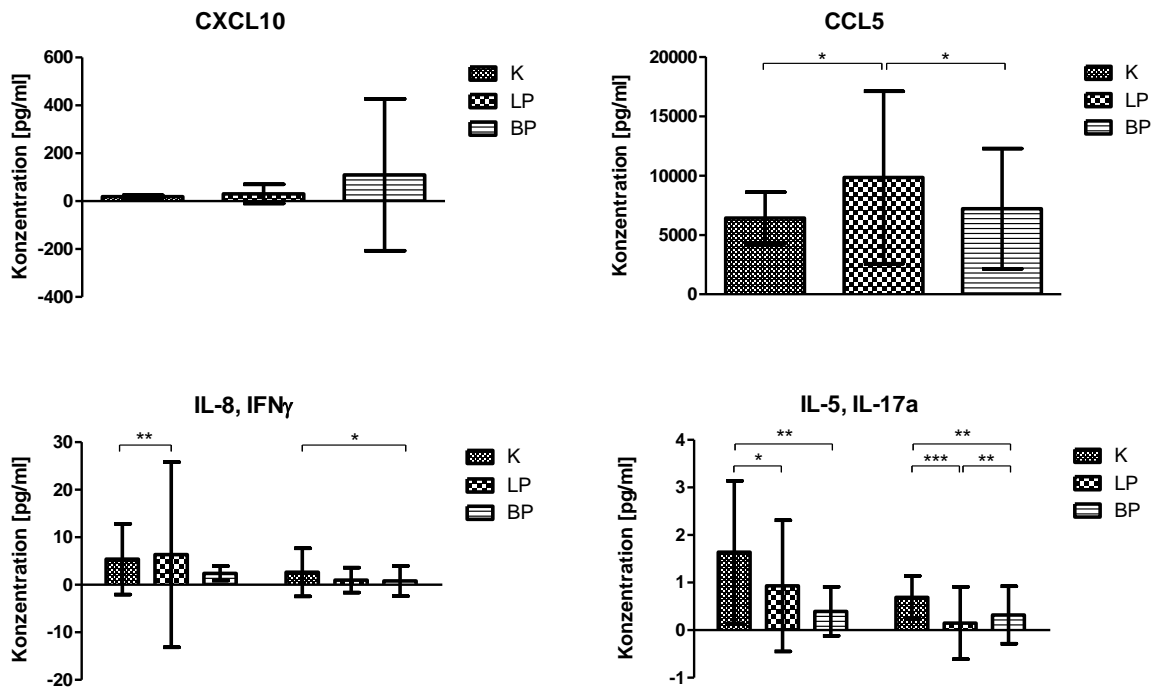 CXCL10
Konzentration [pg/ml]
600
400
200
0
-200
-400
K
LP
BP
CCL5
Konzentration [pg/ml]
20000
15000
10000
5000
0
* *
K
LP
BP
IL-8, IFNγ
Konzentration [pg/ml]
30
20
10
0
-10
-20
** *
K
LP
BP
IL-5, IL-17a
Konzentration [pg/ml]
4
3
2
1
0
-1
** **
* *** **
K
LP
BP